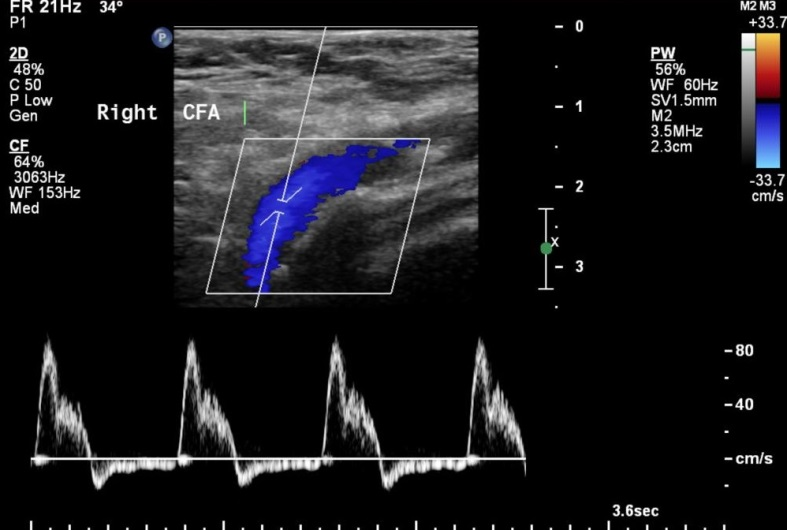 FR 21Hz 34°
P1
2D
48%
C 50
P Low
Gen
CF
64%
3063Hz
WF 153Hz
Med
P
Right CFA
0
1
2
x
3
PW
56%
WF 60Hz
SV1.5mm
M2
3.5MHz
2.3cm
M2 M3
+33.7
-33.7
cm/s
80
40
cm/s
3.6sec